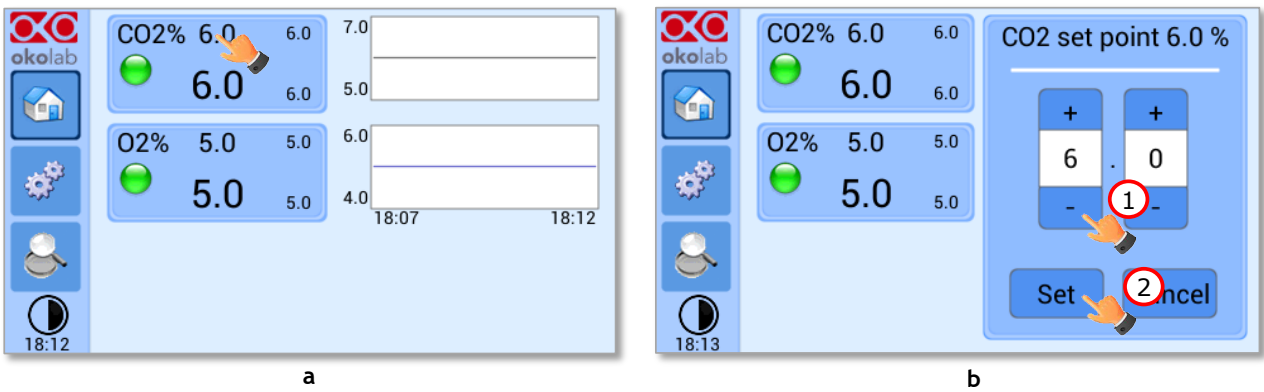 okolab
CO2% 6.0 6.0
6.0 6.0
O2% 5.0 5.0
5.0 5.0
7.0
5.0
6.0
4.0
18:07 18:12
18:12
a
okolab
CO2% 6.0 6.0
6.0 6.0
O2% 5.0 5.0
5.0 5.0
CO2 set point 6.0 %
+ +
6 . 0
- 1 -
Set 2 ncel
18:13
b